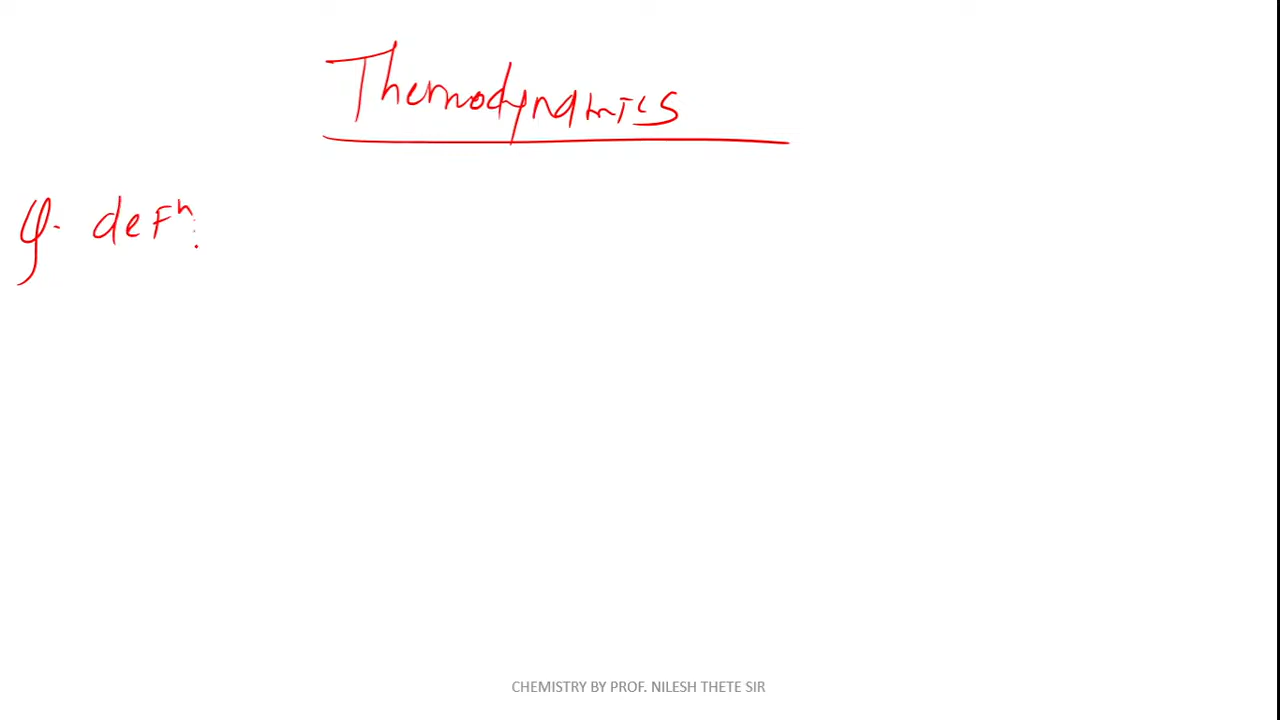 Thermodynamics
φ. deFⁿ:
CHEMISTRY BY PROF. NILESH THETE SIR